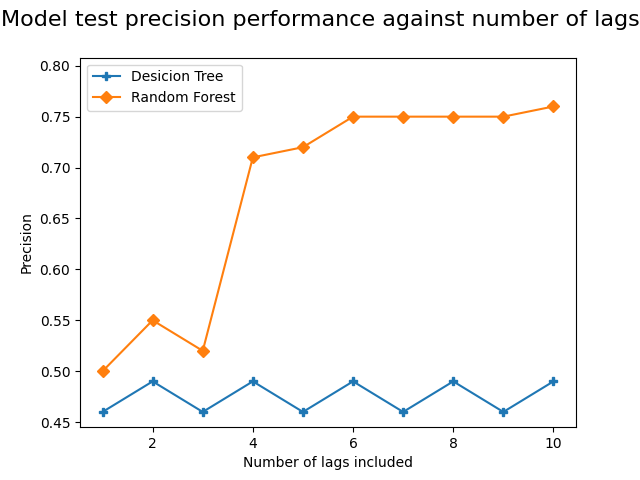 Model test precision performance against number of lags
Desicion Tree
Random Forest
0.80
0.75
0.70
0.65
0.60
0.55
0.50
0.45
Precision
2 4 6 8 10
Number of lags included